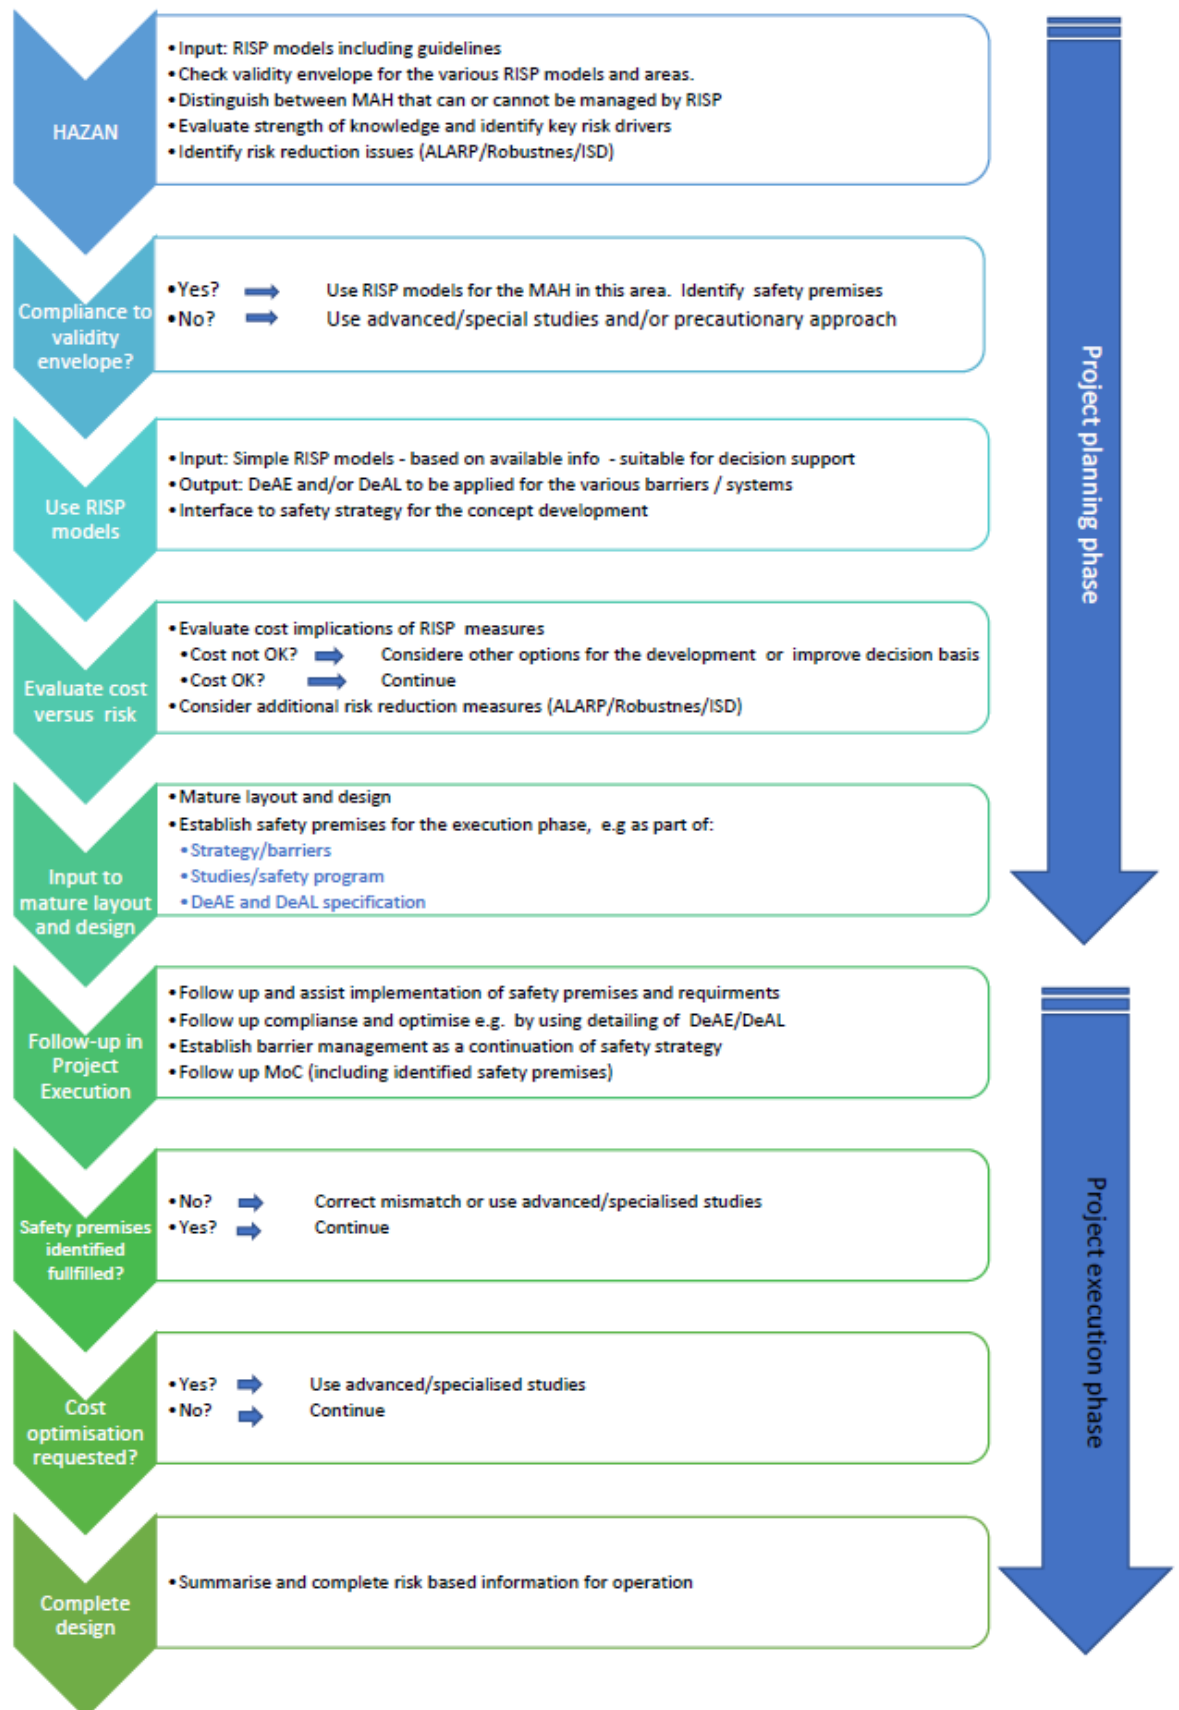 HAZAN
•Input: RISP models including guidelines
•Check validity envelope for the various RISP models and areas.
•Distinguish between MAH that can or cannot be managed by RISP
•Evaluate strength of knowledge and identify key risk drivers
•Identify risk reduction issues (ALARP/Robustnes/ISD)
Compliance to
validity
envelope?
•Yes? Use RISP models for the MAH in this area. Identify safety premises
•No? Use advanced/special studies and/or precautionary approach
Use RISP
models
•Input: Simple RISP models - based on available info - suitable for decision support
•Output: DeAE and/or DeAL to be applied for the various barriers / systems
•Interface to safety strategy for the concept development
Evaluate cost
versus risk
•Evaluate cost implications of RISP measures
•Cost not OK? Considere other options for the development or improve decision basis
•Cost OK? Continue
•Consider additional risk reduction measures (ALARP/Robustnes/ISD)
Input to
mature layout
and design
•Mature layout and design
•Establish safety premises for the execution phase, e.g as part of:
•Strategy/barriers
•Studies/safety program
•DeAE and DeAL specification
Project planning phase
Follow-up in
Project
Execution
•Follow up and assist implementation of safety premises and requirments
•Follow up complianse and optimise e.g. by using detailing of DeAE/DeAL
•Establish barrier management as a continuation of safety strategy
•Follow up MoC (including identified safety premises)
Safety premises
identified
fullfilled?
•No? Correct mismatch or use advanced/specialised studies
•Yes? Continue
Cost
optimisation
requested?
•Yes? Use advanced/specialised studies
•No? Continue
Complete
design
•Summarise and complete risk based information for operation
Project execution phase